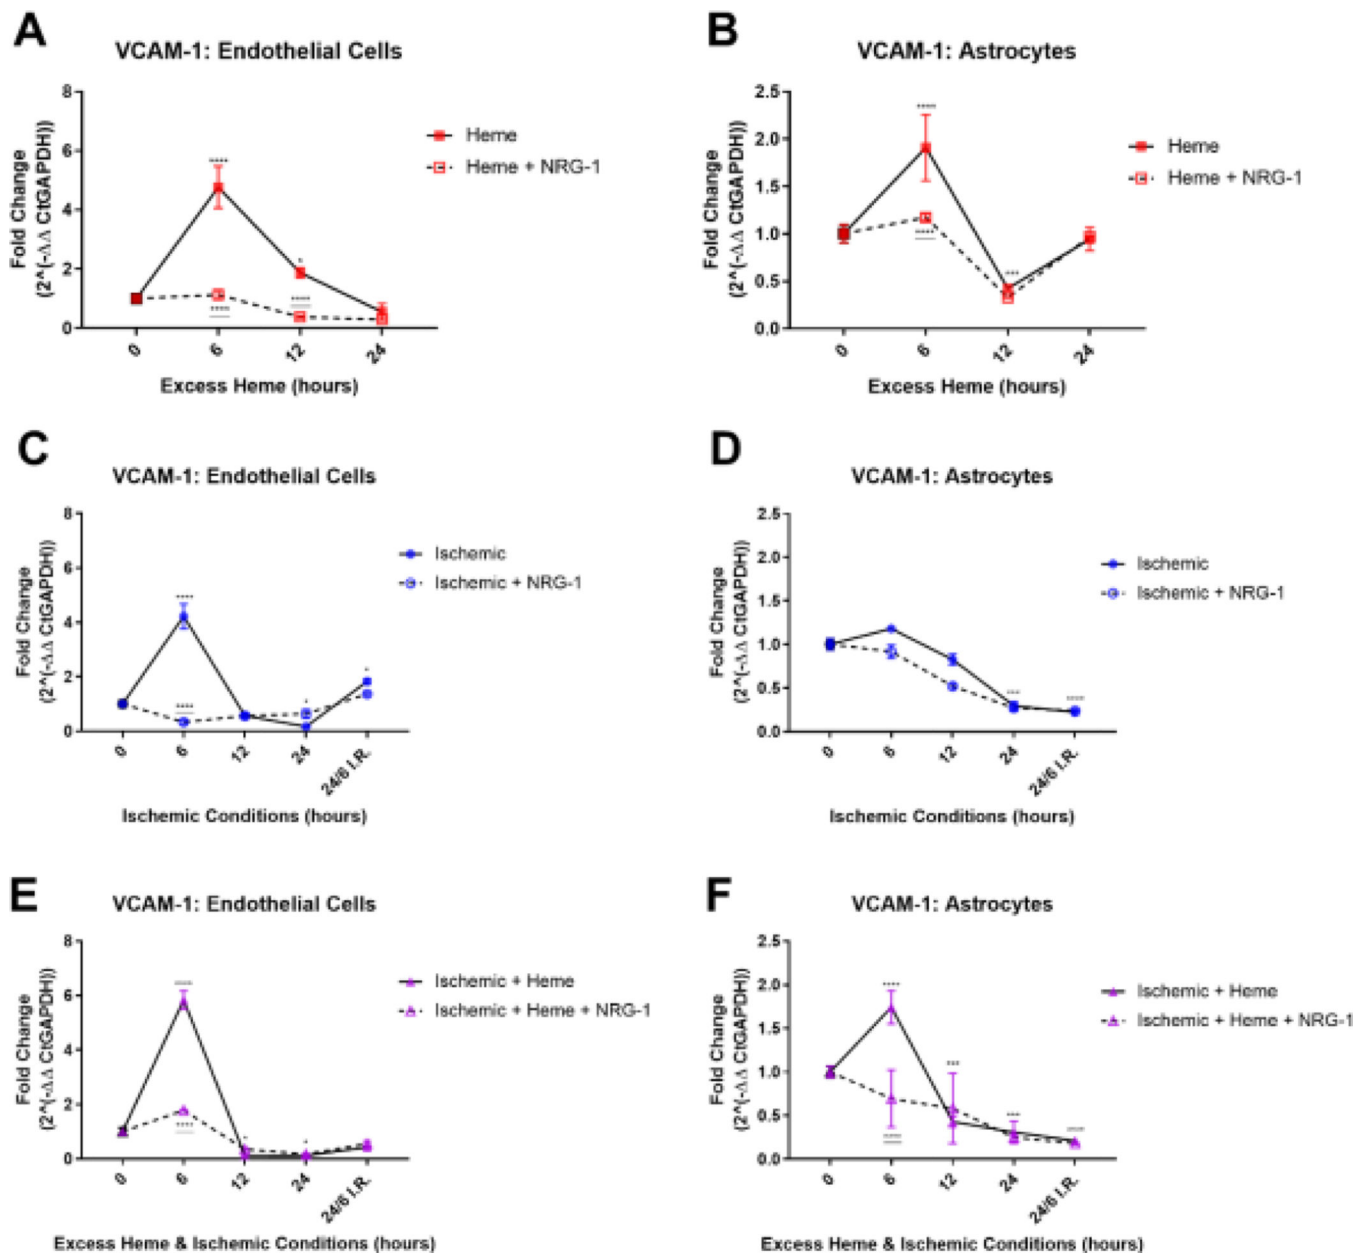 A
VCAM-1: Endothelial Cells
Fold Change
(2^(-ΔΔ CtGAPDH))
8
6
4
2
0
****
*
****
****
0
6
12
24
Excess Heme (hours)
Heme
Heme + NRG-1
B
VCAM-1: Astrocytes
Fold Change
(2^(-ΔΔ CtGAPDH))
2.5
2.0
1.5
1.0
0.5
0.0
****
****
***
0
6
12
24
Excess Heme (hours)
Heme
Heme + NRG-1
C
VCAM-1: Endothelial Cells
Fold Change
(2^(-ΔΔ CtGAPDH))
8
6
4
2
0
****
****
*
*
0
6
12
24
24/6 I.R.
Ischemic Conditions (hours)
Ischemic
Ischemic + NRG-1
D
VCAM-1: Astrocytes
Fold Change
(2^(-ΔΔ CtGAPDH))
2.5
2.0
1.5
1.0
0.5
0.0
***
****
0
6
12
24
24/6 I.R.
Ischemic Conditions (hours)
Ischemic
Ischemic + NRG-1
E
VCAM-1: Endothelial Cells
Fold Change
(2^(-ΔΔ CtGAPDH))
8
6
4
2
0
****
****
*
*
0
6
12
24
24/6 I.R.
Excess Heme & Ischemic Conditions (hours)
Ischemic + Heme
Ischemic + Heme + NRG-1
F
VCAM-1: Astrocytes
Fold Change
(2^(-ΔΔ CtGAPDH))
2.5
2.0
1.5
1.0
0.5
0.0
****
****
***
***
****
0
6
12
24
24/6 I.R.
Excess Heme & Ischemic Conditions (hours)
Ischemic + Heme
Ischemic + Heme + NRG-1